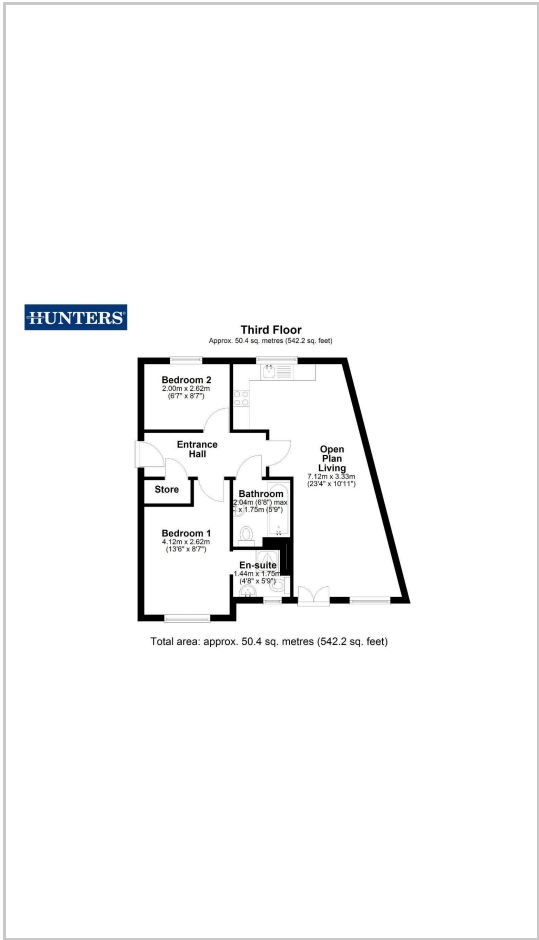 HUNTERS
Third Floor
Approx. 50.4 sq. metres (542.2 sq. feet)
Bedroom 2
2.00m x 2.62m
(6'7" x 8'7")
Entrance
Hall
Store
Open
Plan
Living
7.12m x 3.33m
(23'4" x 10'11")
Bathroom
2.04m (6'8") max
x 1.75m (5'9")
Bedroom 1
4.12m x 2.62m
(13'6" x 8'7")
En-suite
1.44m x 1.75m
(4'8" x 5'9")
Total area: approx. 50.4 sq. metres (542.2 sq. feet)